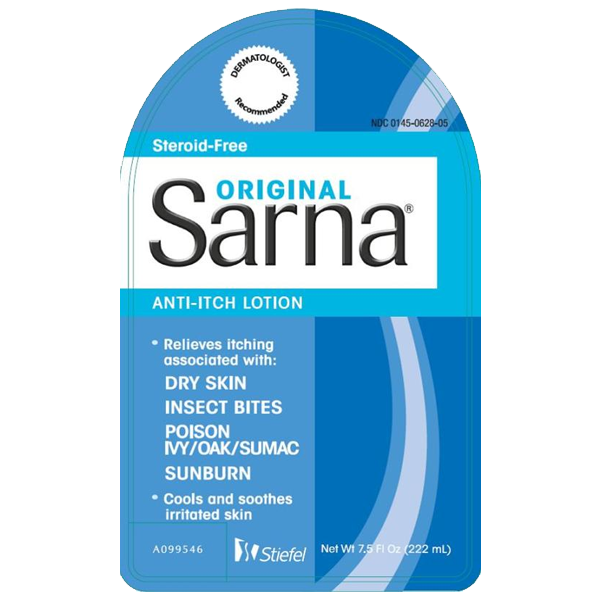 DERMATOLOGIST
Recommended
NDC 0145-0628-05
Steroid-Free
ORIGINAL
Sarna®
ANTI-ITCH LOTION
• Relieves itching
associated with:
DRY SKIN
INSECT BITES
POISON
IVY/OAK/SUMAC
SUNBURN
• Cools and soothes
irritated skin
A099546
Stiefel
Net Wt 7.5 Fl Oz (222 mL)